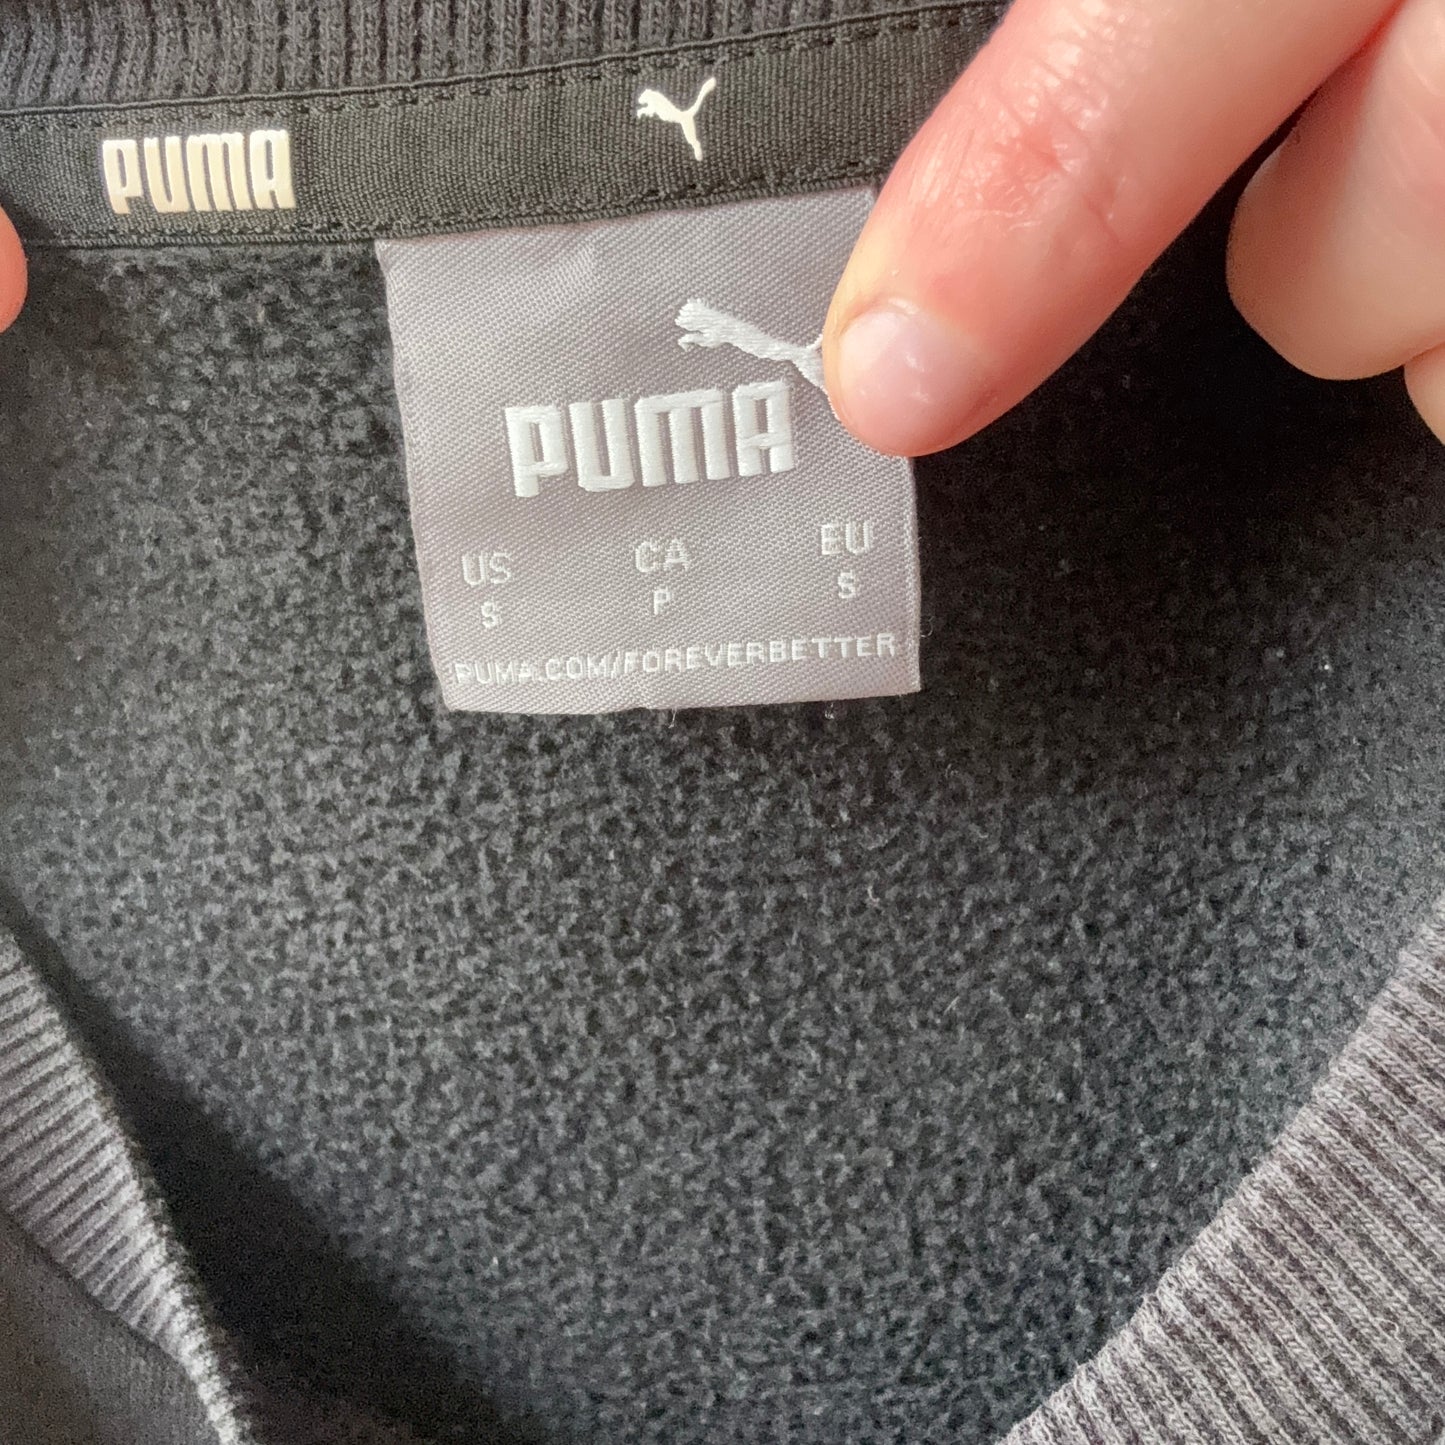 PUMA
PUMA
US CA EU
S P S
PUMA.COM/FOREVERBETTER